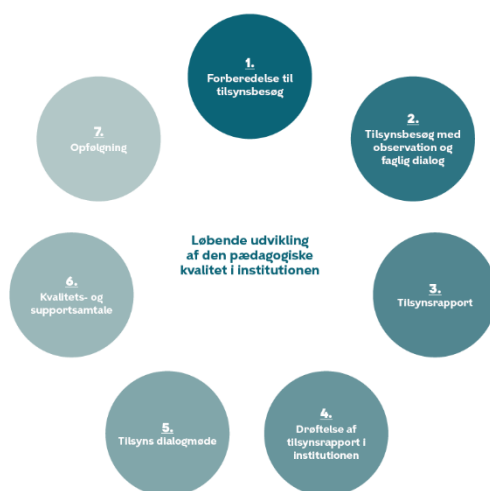 1.
Forberedelse til
tilsynsbesøg
2.
Tilsynsbesøg med
observation og
faglig dialog
3.
Tilsynsrapport
4.
Drøftelse af
tilsynsrapport i
institutionen
5.
Tilsyns dialogmøde
6.
Kvalitets- og
supportsamtale
7.
Opfølgning
Løbende udvikling
af den pædagogiske
kvalitet i institutionen